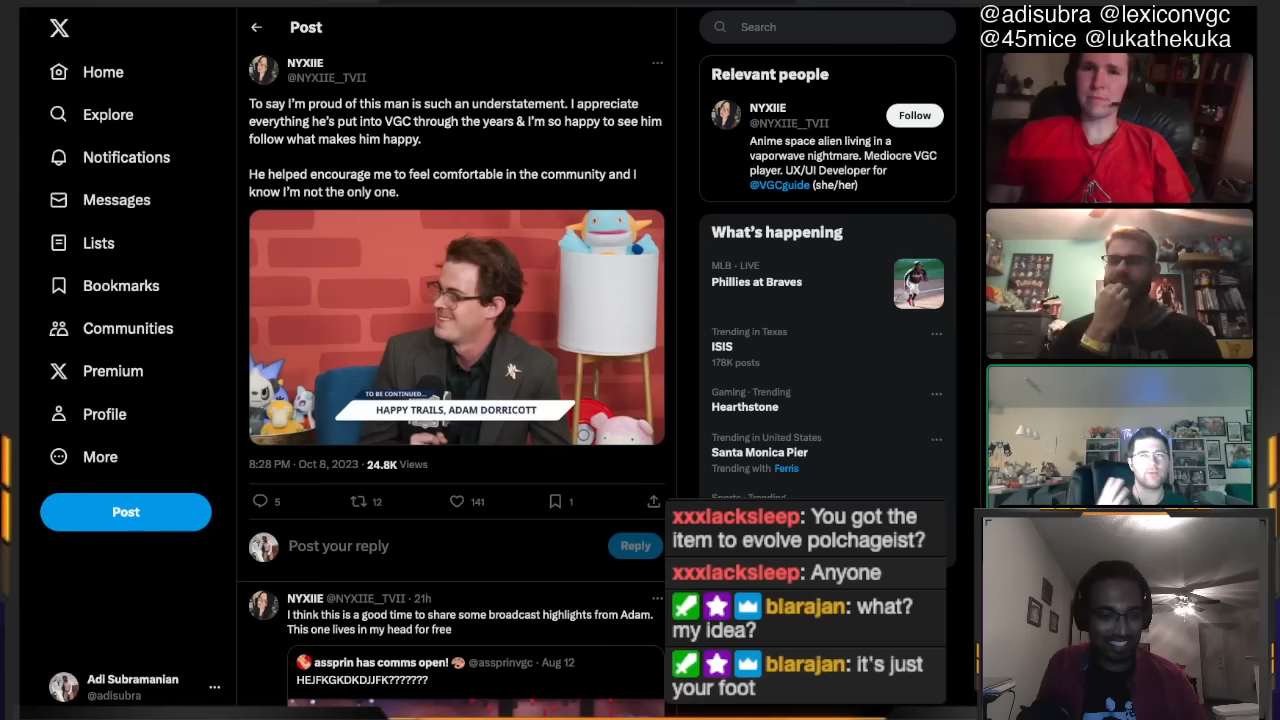 @adisubra @lexiconvgc
@45mice @lukathekuka
Home
Explore
Notifications
Messages
Lists
Bookmarks
Communities
Premium
Profile
More
Post
Adi Subramanian
@adisubra
Post
NYXIIE
@NYXIIE_TVII
To say I'm proud of this man is such an understatement. I appreciate
everything he's put into VGC through the years & I'm so happy to see him
follow what makes him happy.
He helped encourage me to feel comfortable in the community and I
know I'm not the only one.
TO BE CONTINUED...
HAPPY TRAILS, ADAM DORRICOTT
8:28 PM · Oct 8, 2023 · 24.8K Views
5 12 141 1
Post your reply
Reply
NYXIIE @NYXIIE_TVII · 21h
I think this is a good time to share some broadcast highlights from Adam.
This one lives in my head for free
assprin has comms open! @assprinvgc · Aug 12
HEJFKGKDKDJJFK???????
Search
Relevant people
NYXIIE
@NYXIIE_TVII
Follow
Anime space alien living in a
vaporwave nightmare. Mediocre VGC
player. UX/UI Developer for
@VGCguide (she/her)
What's happening
MLB · LIVE
Phillies at Braves
Trending in Texas
ISIS
178K posts
Gaming · Trending
Hearthstone
Trending in United States
Santa Monica Pier
Trending with Ferris
Sports · Trending
xxxlacksleep: You got the
item to evolve polchageist?
xxxlacksleep: Anyone
blarajan: what?
my idea?
blarajan: it's just
your foot